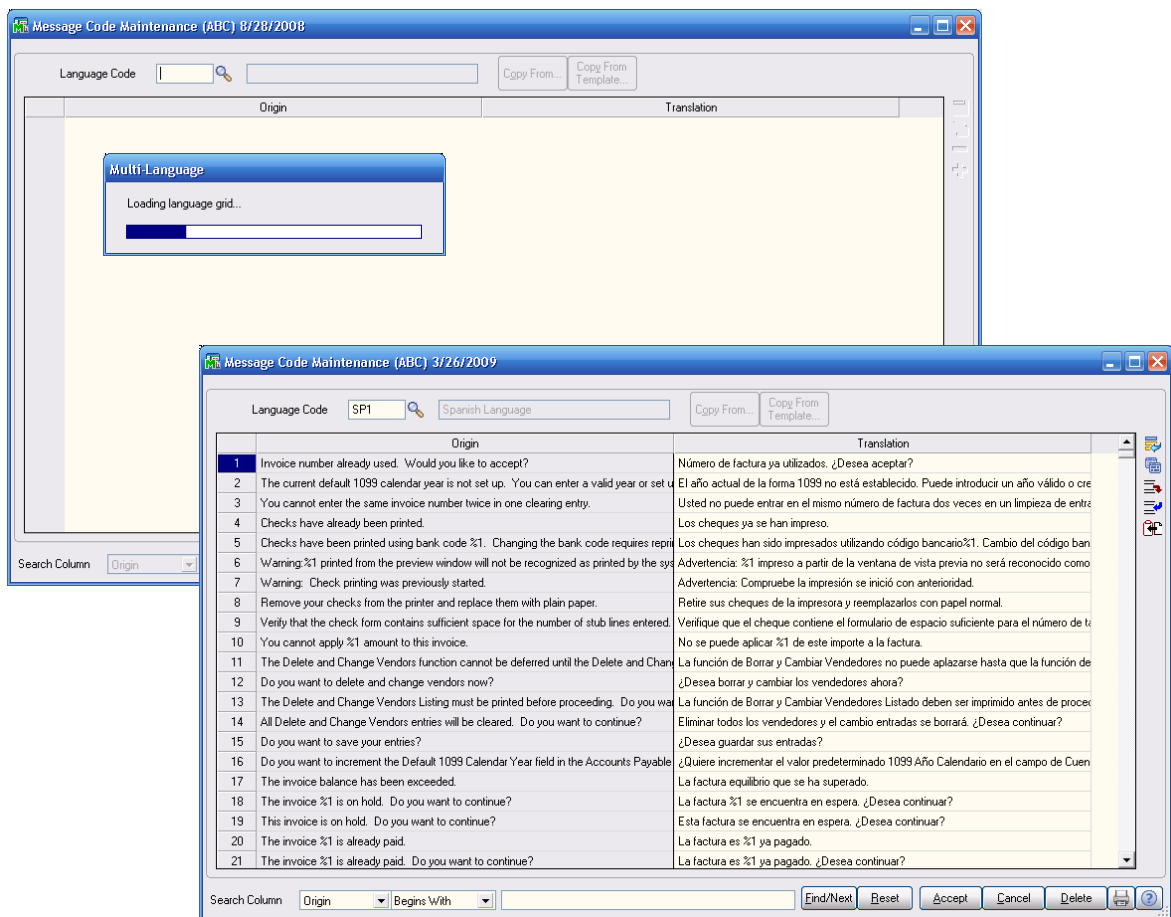 Message Code Maintenance (ABC) 8/28/2008
Language Code
Copy From...
Copy From
Template...
Origin Translation
Multi-Language
Loading language grid...
Search Column Origin
Message Code Maintenance (ABC) 3/26/2009
Language Code SP1 Spanish Language
Copy From...
Copy From
Template...
Origin Translation
1 Invoice number already used. Would you like to accept? Número de factura ya utilizados. ¿Desea aceptar?
2 The current default 1099 calendar year is not set up. You can enter a valid year or set u El año actual de la forma 1099 no está establecido. Puede introducir un año válido o cre
3 You cannot enter the same invoice number twice in one clearing entry. Usted no puede entrar en el mismo número de factura dos veces en un limpieza de entra
4 Checks have already been printed. Los cheques ya se han impreso.
5 Checks have been printed using bank code %1. Changing the bank code requires reprin Los cheques han sido impresados utilizando código bancario%1. Cambio del código ban
6 Warning:%1 printed from the preview window will not be recognized as printed by the sys Advertencia: %1 impreso a partir de la ventana de vista previa no será reconocido como
7 Warning: Check printing was previously started. Advertencia: Compruebe la impresión se inició con anterioridad.
8 Remove your checks from the printer and replace them with plain paper. Retire sus cheques de la impresora y reemplazarlos con papel normal.
9 Verify that the check form contains sufficient space for the number of stub lines entered. Verifique que el cheque contiene el formulario de espacio suficiente para el número de ta
10 You cannot apply %1 amount to this invoice. No se puede aplicar %1 de este importe a la factura.
11 The Delete and Change Vendors function cannot be deferred until the Delete and Chang La función de Borrar y Cambiar Vendedores no puede aplazarse hasta que la función de
12 Do you want to delete and change vendors now? ¿Desea borrar y cambiar los vendedores ahora?
13 The Delete and Change Vendors Listing must be printed before proceeding. Do you wan La función de Borrar y Cambiar Vendedores Listado deben ser imprimido antes de proced
14 All Delete and Change Vendors entries will be cleared. Do you want to continue? Eliminar todos los vendedores y el cambio entradas se borrará. ¿Desea continuar?
15 Do you want to save your entries? ¿Desea guardar sus entradas?
16 Do you want to increment the Default 1099 Calendar Year field in the Accounts Payable ¿Quiere incrementar el valor predeterminado 1099 Año Calendario en el campo de Cuen
17 The invoice balance has been exceeded. La factura equilibrio que se ha superado.
18 The invoice %1 is on hold. Do you want to continue? La factura %1 se encuentra en espera. ¿Desea continuar?
19 This invoice is on hold. Do you want to continue? Esta factura se encuentra en espera. ¿Desea continuar?
20 The invoice %1 is already paid. La factura es %1 ya pagado.
21 The invoice %1 is already paid. Do you want to continue? La factura es %1 ya pagado. ¿Desea continuar?
Search Column Origin Begins With Find/Next Reset Accept Cancel Delete